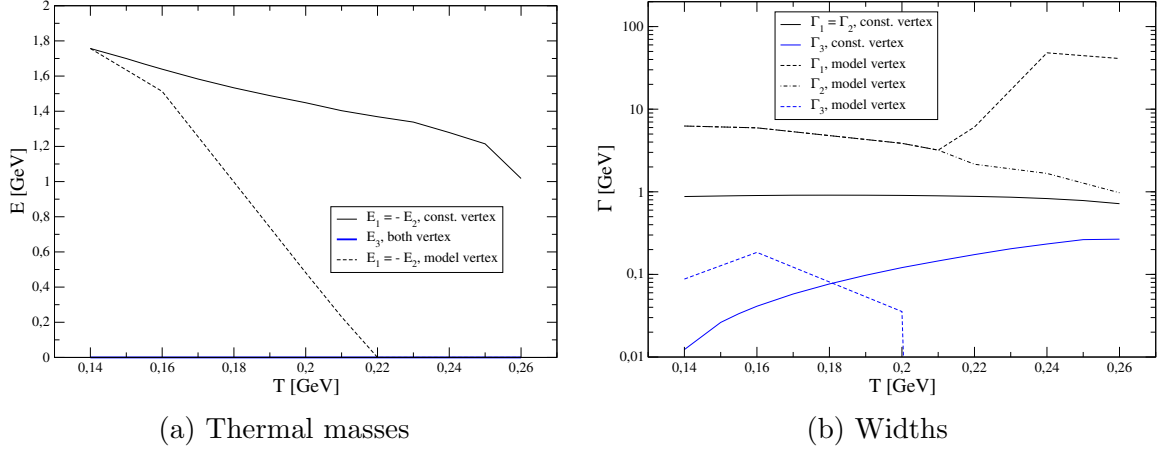 2
1,8
1,6
1,4
1,2
1
0,8
0,6
0,4
0,2
0
E [GeV]
E₁ = - E₂, const. vertex
E₃, both vertex
E₁ = - E₂, model vertex
0,14 0,16 0,18 0,2 0,22 0,24 0,26
T [GeV]
(a) Thermal masses
100
10
1
0,1
0,01
Γ [GeV]
Γ₁ = Γ₂, const. vertex
Γ₃, const. vertex
Γ₁, model vertex
Γ₂, model vertex
Γ₃, model vertex
0,14 0,16 0,18 0,2 0,22 0,24 0,26
T [GeV]
(b) Widths